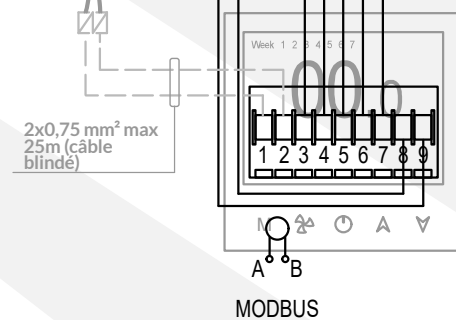 Week 1 2 3 4 5 6 7
00.0
2x0,75 mm² max
25m (câble
blindé)
1 2 3 4 5 6 7 8 9
M
A B
MODBUS